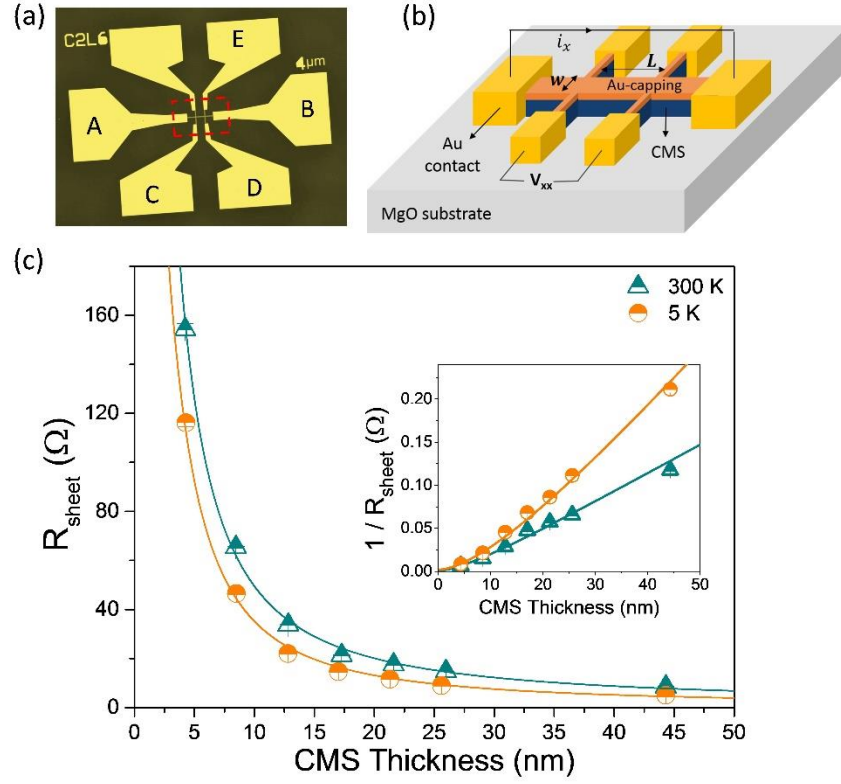 (a)
C2L6
E
4μm
A
B
C
D
(b)
i_x
L
w
Au-capping
Au
contact
CMS
V_xx
MgO substrate
(c)
R_sheet (Ω)
160
120
80
40
0
0 5 10 15 20 25 30 35 40 45 50
CMS Thickness (nm)
300 K
5 K
1 / R_sheet (Ω)
0.20
0.15
0.10
0.05
0.00
0 10 20 30 40 50
CMS Thickness (nm)